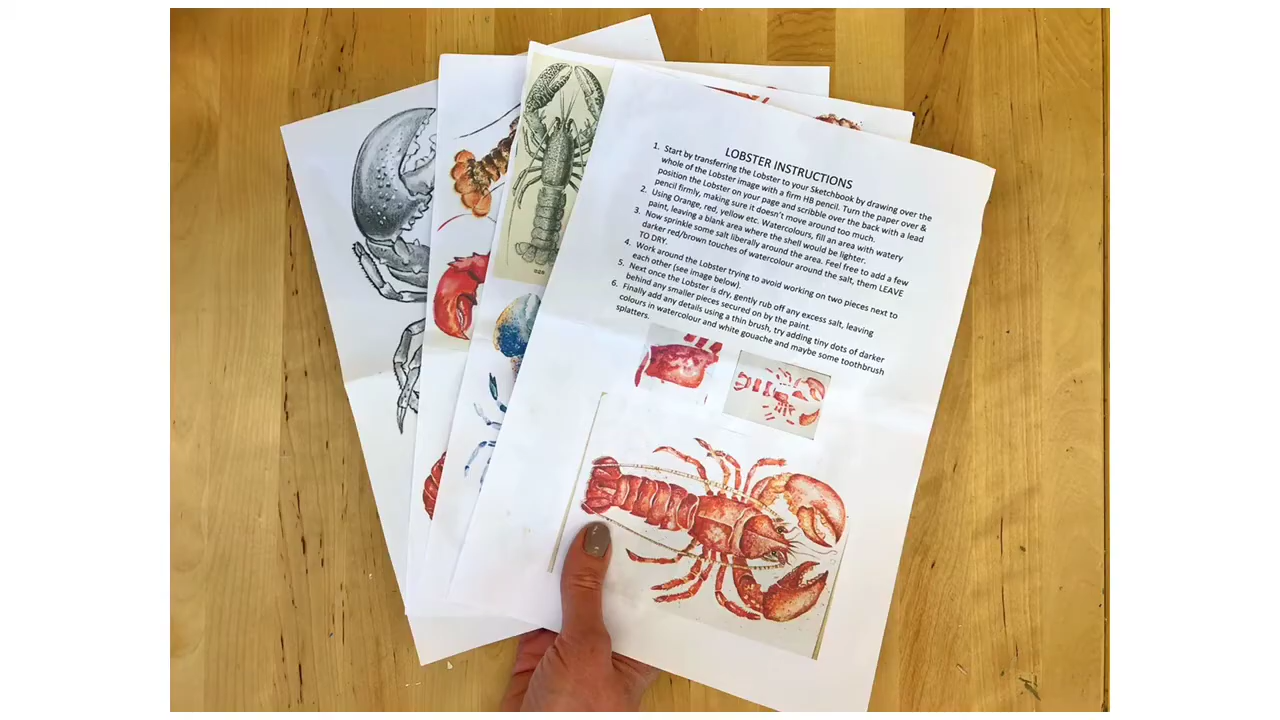 LOBSTER INSTRUCTIONS
1. Start by transferring the Lobster to your Sketchbook by drawing over the
whole of the Lobster image with a firm HB pencil. Turn the paper over &
position the Lobster on your page and scribble over the back with a lead
pencil firmly, making sure it doesn't move around too much.
2. Using Orange, red, yellow etc. Watercolours, fill an area with watery
paint, leaving a blank area where the shell would be lighter.
3. Now sprinkle some salt liberally around the area. Feel free to add a few
darker red/brown touches of watercolour around the salt, them LEAVE
TO DRY.
4. Work around the Lobster trying to avoid working on two pieces next to
each other (see image below).
5. Next once the Lobster is dry, gently rub off any excess salt, leaving
behind any smaller pieces secured on by the paint.
6. Finally add any details using a thin brush, try adding tiny dots of darker
colours in watercolour and white gouache and maybe some toothbrush
splatters.